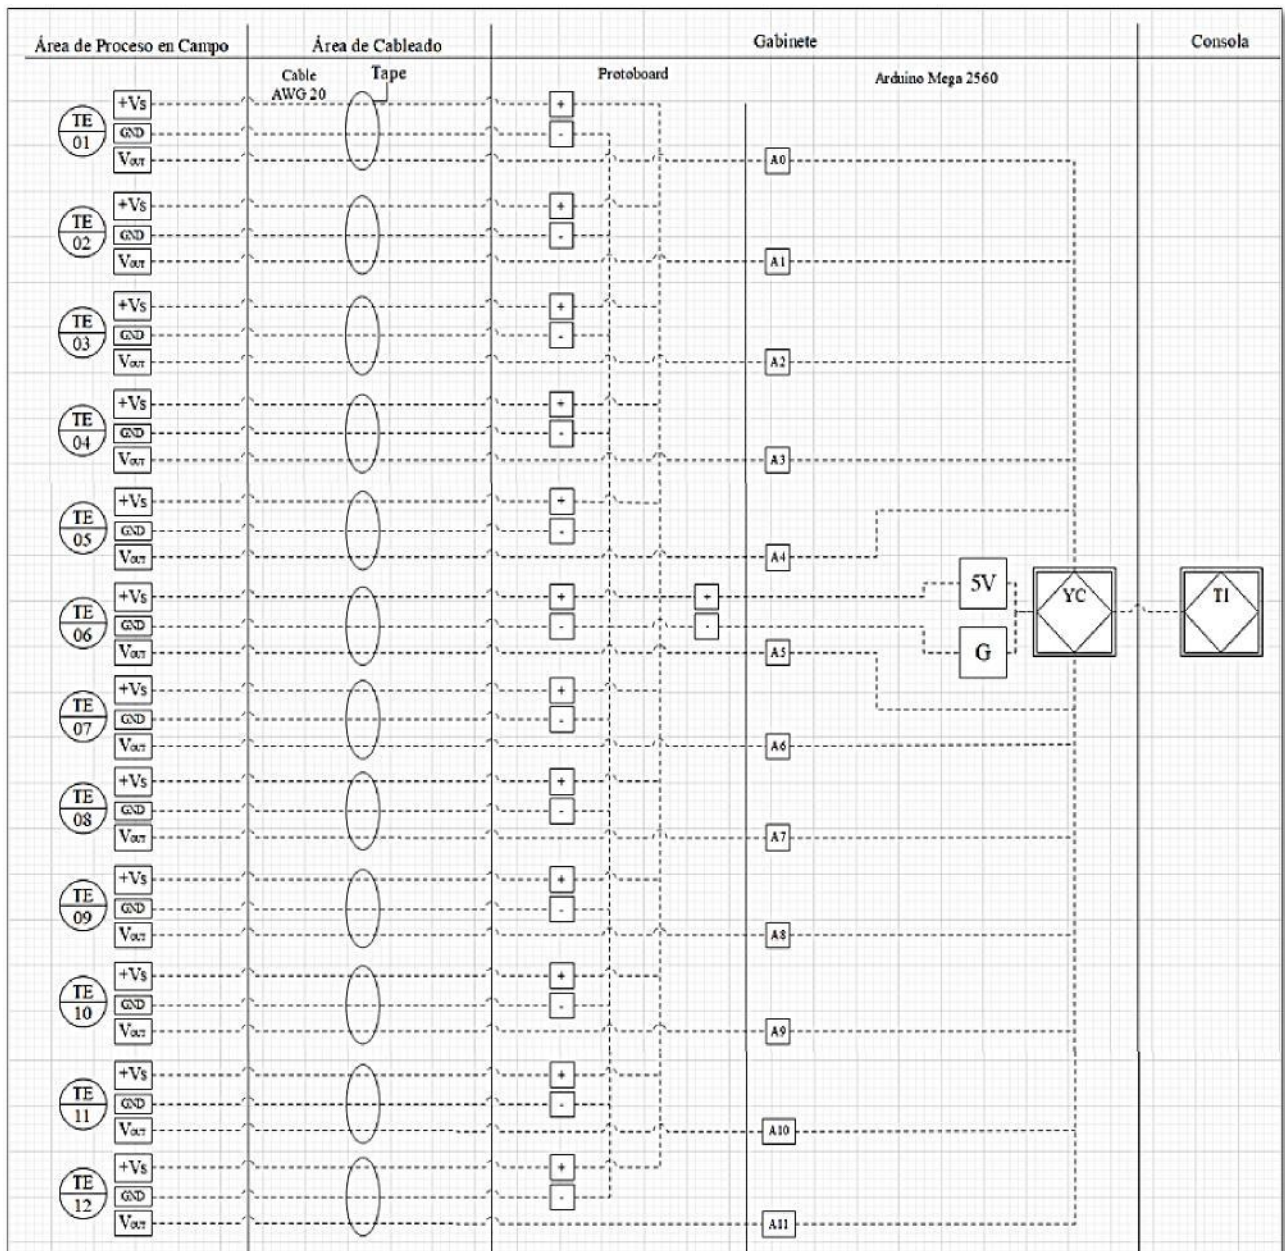 Área de Proceso en Campo
Área de Cableado
Gabinete
Consola
Cable
AWG 20
Tape
Protoboard
Arduino Mega 2560
TE
01
+Vs
GND
VOUT
+
-
A0
TE
02
+Vs
GND
VOUT
+
-
A1
TE
03
+Vs
GND
VOUT
+
-
A2
TE
04
+Vs
GND
VOUT
+
-
A3
TE
05
+Vs
GND
VOUT
+
-
A4
TE
06
+Vs
GND
VOUT
+
-
+
-
A5
5V
G
YC
TI
TE
07
+Vs
GND
VOUT
+
-
A6
TE
08
+Vs
GND
VOUT
+
-
A7
TE
09
+Vs
GND
VOUT
+
-
A8
TE
10
+Vs
GND
VOUT
+
-
A9
TE
11
+Vs
GND
VOUT
+
-
A10
TE
12
+Vs
GND
VOUT
+
-
A11